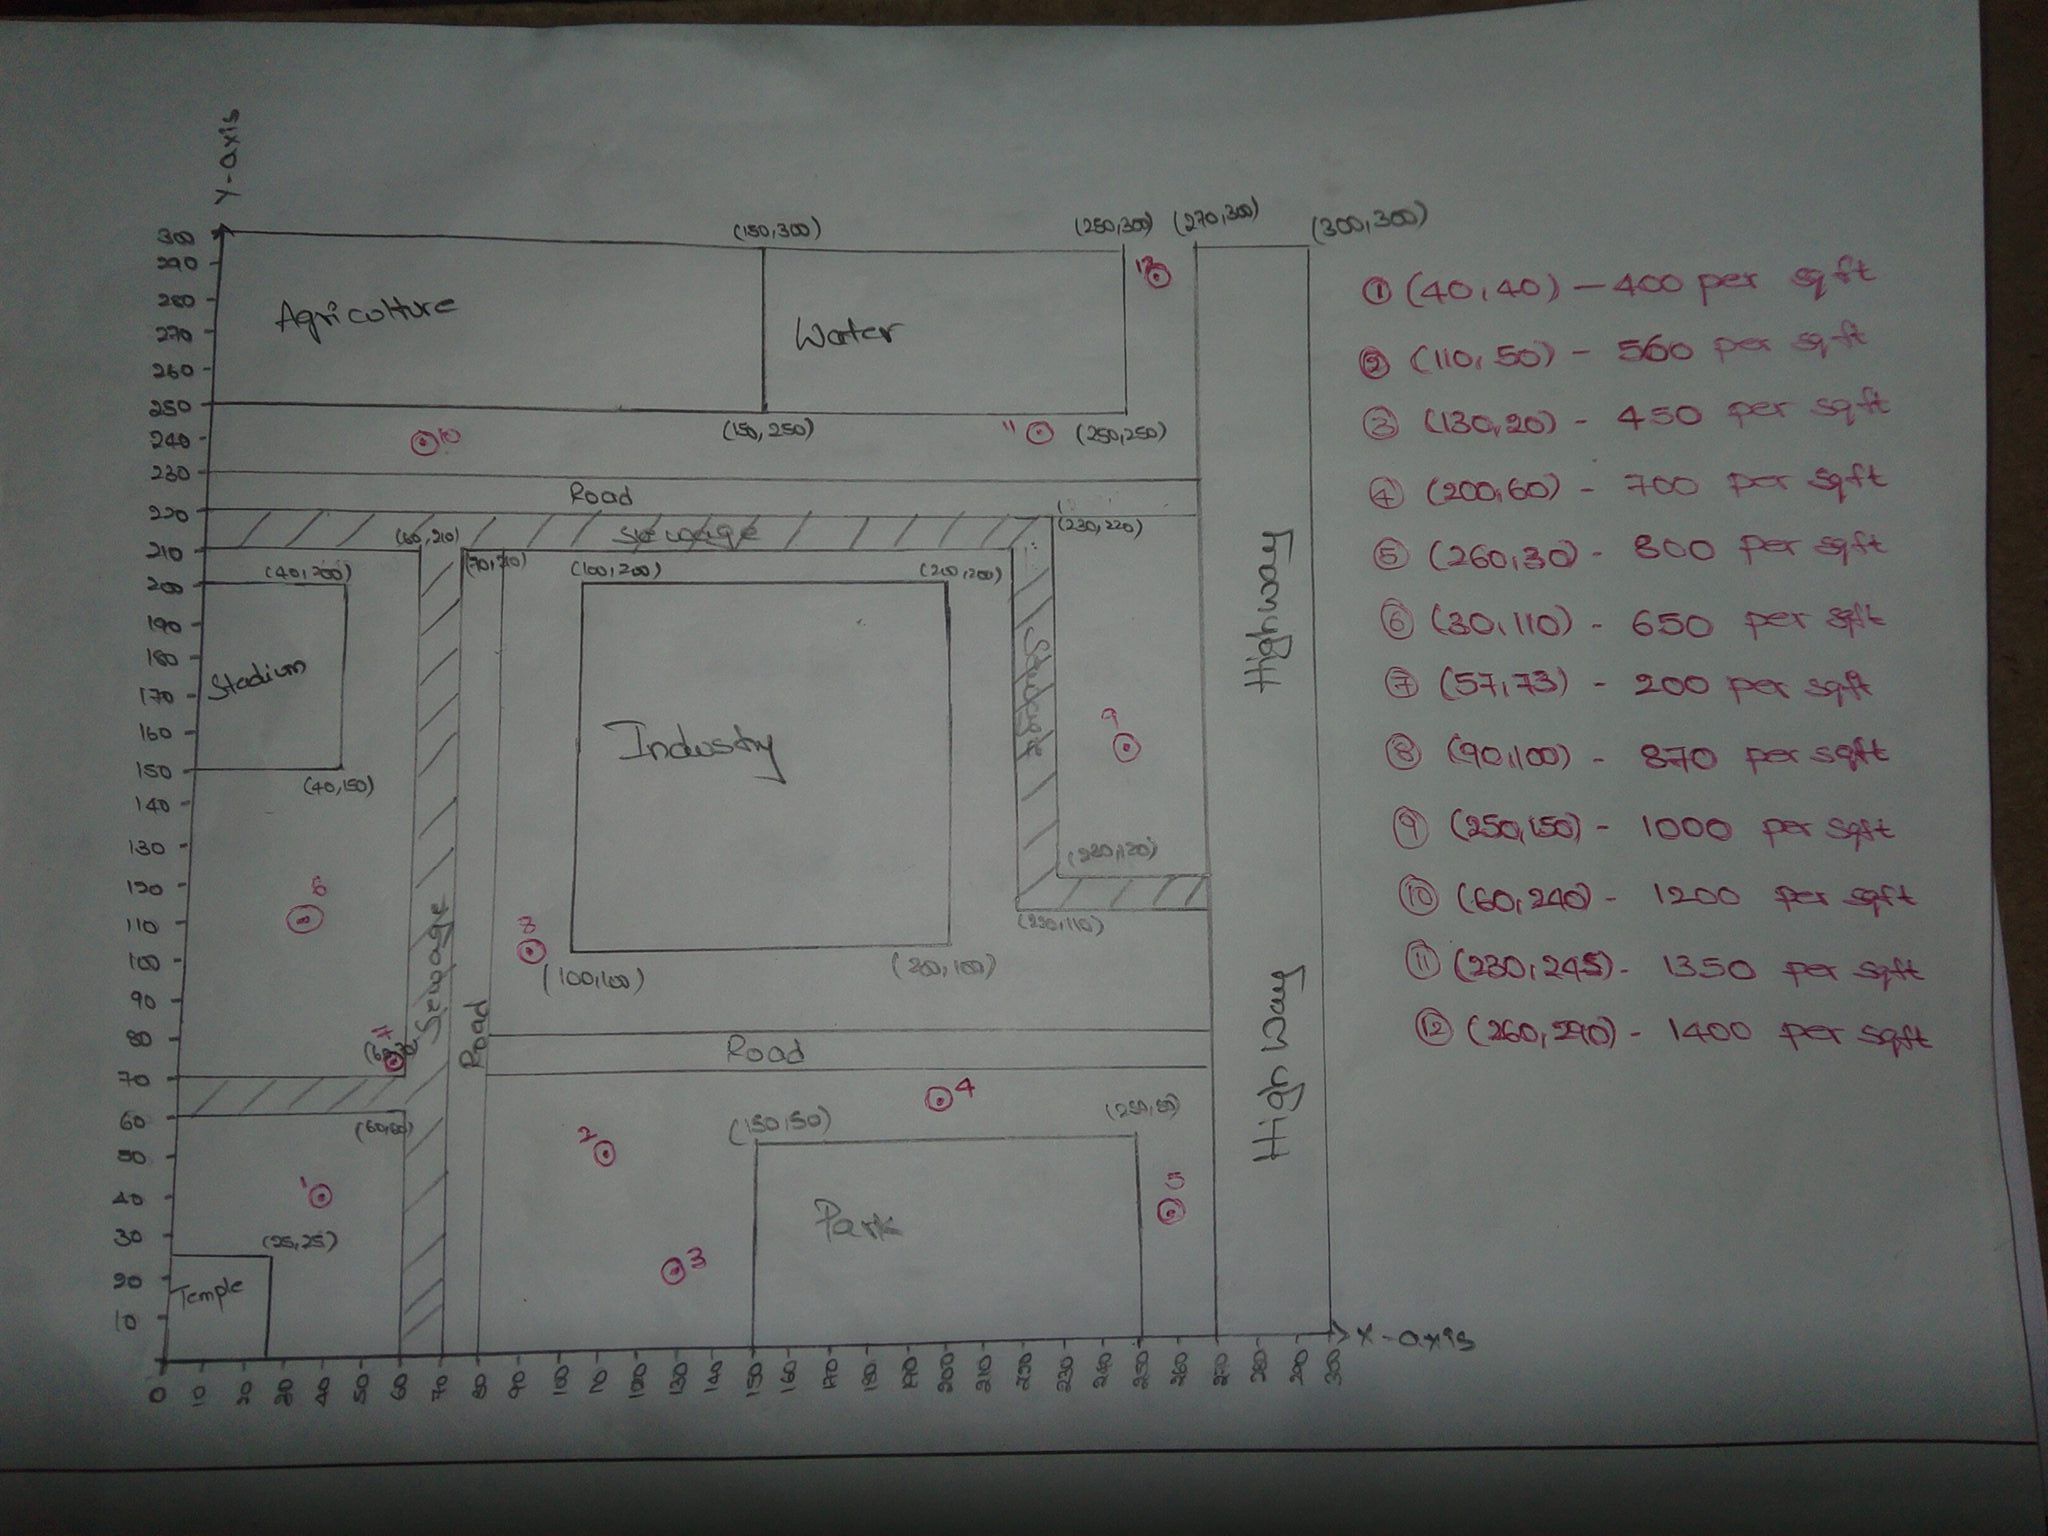 Y-axis
300
290
280
270
260
250
240
230
220
210
200
190
180
170
160
150
140
130
120
110
100
90
80
70
60
50
40
30
20
10
(150,300)
(250,300)
(270,300)
(300,300)
Agriculture
Water
12
10
(150,250)
11
(250,250)
Road
Sewage
(230,220)
(60,210)
(70,210)
(40,200)
(100,200)
(200,200)
Stadium
Industry
Sewage
9
Highway
(40,150)
(230,120)
(220,110)
6
8
(100,100)
(200,100)
Sewage
Road
7
Road
Highway
4
(150,50)
(250,50)
(60,60)
2
1
5
Park
3
(25,25)
Temple
0 10 20 30 40 50 60 70 80 90 100 110 120 130 140 150 160 170 180 190 200 210 220 230 240 250 260 270 280 290 300
X-axis
① (40,40) – 400 per sqft
② (110,50) – 560 per sqft
③ (130,20) - 450 per sqft
④ (200,60) - 700 per sqft
⑤ (260,30) - 800 per sqft
⑥ (30,110) - 650 per sqft
⑦ (57,73) - 200 per sqft
⑧ (90,100) - 870 per sqft
⑨ (250,150) - 1000 per sqft
⑩ (60,240) - 1200 per sqft
⑪ (230,245) - 1350 per sqft
⑫ (260,290) - 1400 per sqft